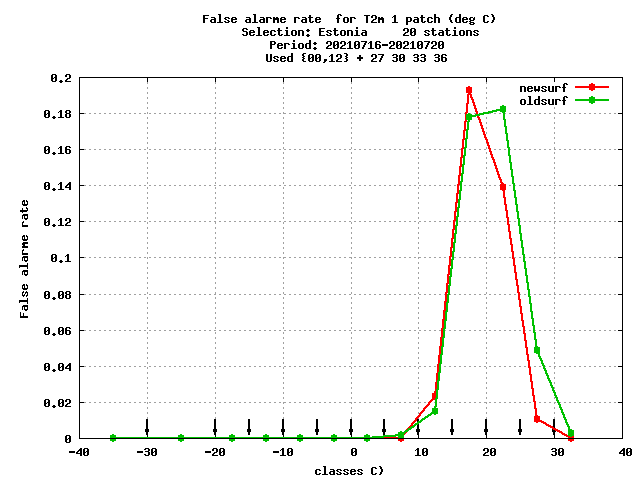 False alarme rate  for T2m 1 patch (deg C)
Selection: Estonia     20 stations
Period: 20210716-20210720
Used {00,12} + 27 30 33 36
newsurf
oldsurf
0.2
0.18
0.16
0.14
0.12
0.1
0.08
0.06
0.04
0.02
0
False alarme rate
-40 -30 -20 -10 0 10 20 30 40
classes C)